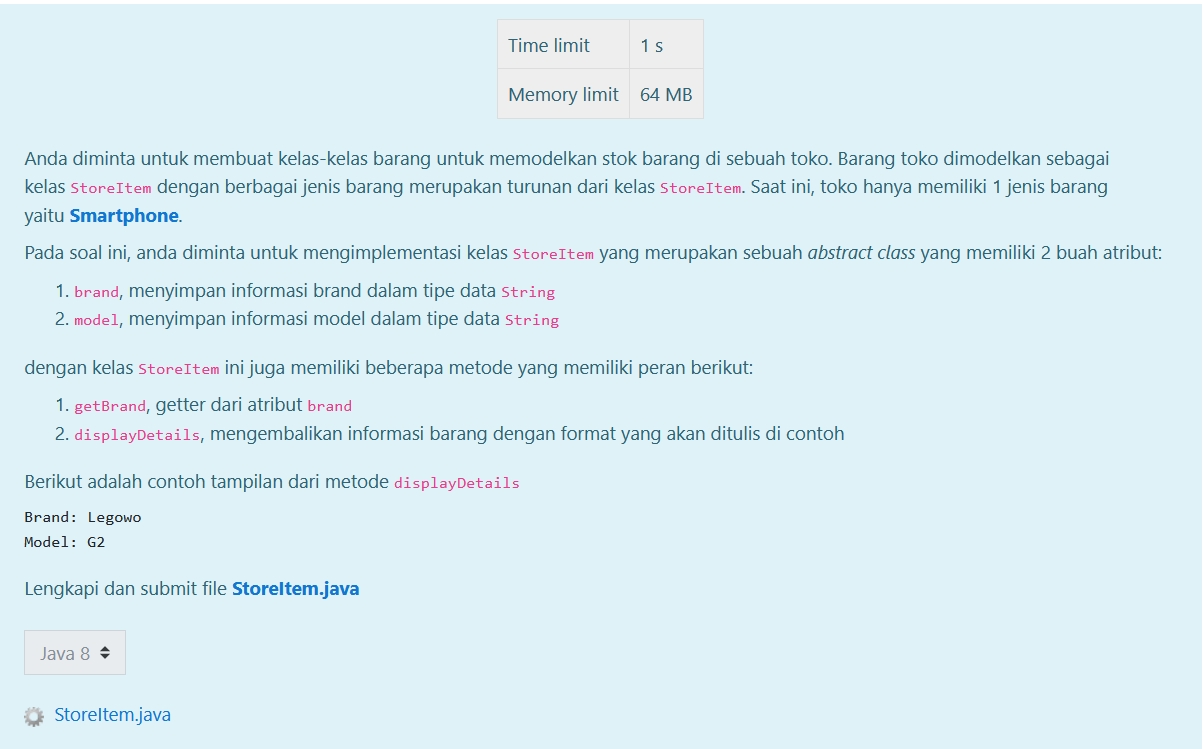 Time limit 1 s
Memory limit 64 MB
Anda diminta untuk membuat kelas-kelas barang untuk memodelkan stok barang di sebuah toko. Barang toko dimodelkan sebagai
kelas StoreItem dengan berbagai jenis barang merupakan turunan dari kelas StoreItem. Saat ini, toko hanya memiliki 1 jenis barang
yaitu Smartphone.
Pada soal ini, anda diminta untuk mengimplementasi kelas StoreItem yang merupakan sebuah abstract class yang memiliki 2 buah atribut:
1. brand, menyimpan informasi brand dalam tipe data String
2. model, menyimpan informasi model dalam tipe data String
dengan kelas StoreItem ini juga memiliki beberapa metode yang memiliki peran berikut:
1. getBrand, getter dari atribut brand
2. displayDetails, mengembalikan informasi barang dengan format yang akan ditulis di contoh
Berikut adalah contoh tampilan dari metode displayDetails
Brand: Legowo
Model: G2
Lengkapi dan submit file StoreItem.java
Java 8
StoreItem.java